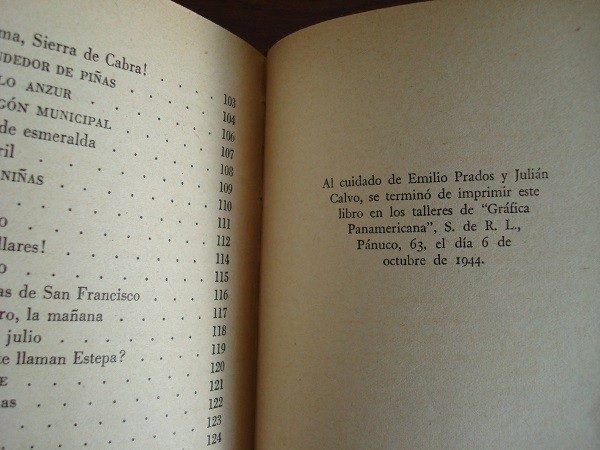 ma, Sierra de Cabra! 103
NDEDOR DE PIÑAS . . . 104
LO ANZUR . . . 106
GÓN MUNICIPAL . . . 107
de esmeralda . . . 108
ril . . . 109
NIÑAS . . . 110
111
o . . . 112
llares! . . . 114
o . . . 115
as de San Francisco . . . 116
ro, la mañana . . . 117
julio . . . 118
te llaman Estepa? . . . 119
E . . . 120
as . . . 121
122
123
124
Al cuidado de Emilio Prados y Julián
Calvo, se terminó de imprimir este
libro en los talleres de "Gráfica
Panamericana", S. de R. L.,
Pánuco, 63, el día 6 de
octubre de 1944.